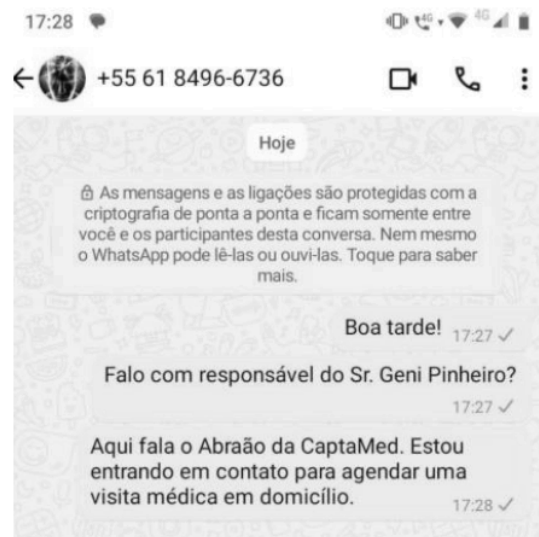 17:28 4G 4G
+55 61 8496-6736
Hoje
As mensagens e as ligações são protegidas com a
criptografia de ponta a ponta e ficam somente entre
você e os participantes desta conversa. Nem mesmo
o WhatsApp pode lê-las ou ouvi-las. Toque para saber
mais.
Boa tarde! 17:27
Falo com responsável do Sr. Geni Pinheiro?
17:27
Aqui fala o Abraão da CaptaMed. Estou
entrando em contato para agendar uma
visita médica em domicílio. 17:28